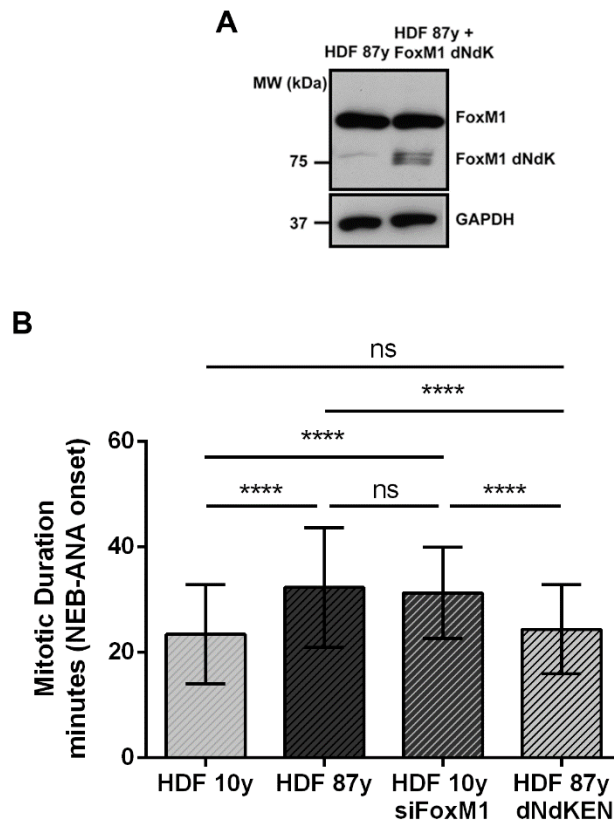 A
HDF 87y
HDF 87y +
FoxM1 dNdK
MW (kDa)
FoxM1
75
FoxM1 dNdK
37
GAPDH
B
ns
****
****
****
ns
****
Mitotic Duration
minutes (NEB-ANA onset)
60
40
20
0
HDF 10y
HDF 87y
HDF 10y
siFoxM1
HDF 87y
dNdKEN